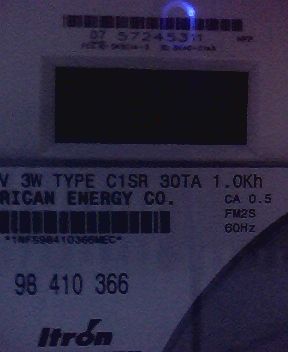 07 57245311
V 3W TYPE C1SR 30TA 1.0Kh
RICAN ENERGY CO.
CA 0.5
FM2S
60Hz
98 410 366
Itrón